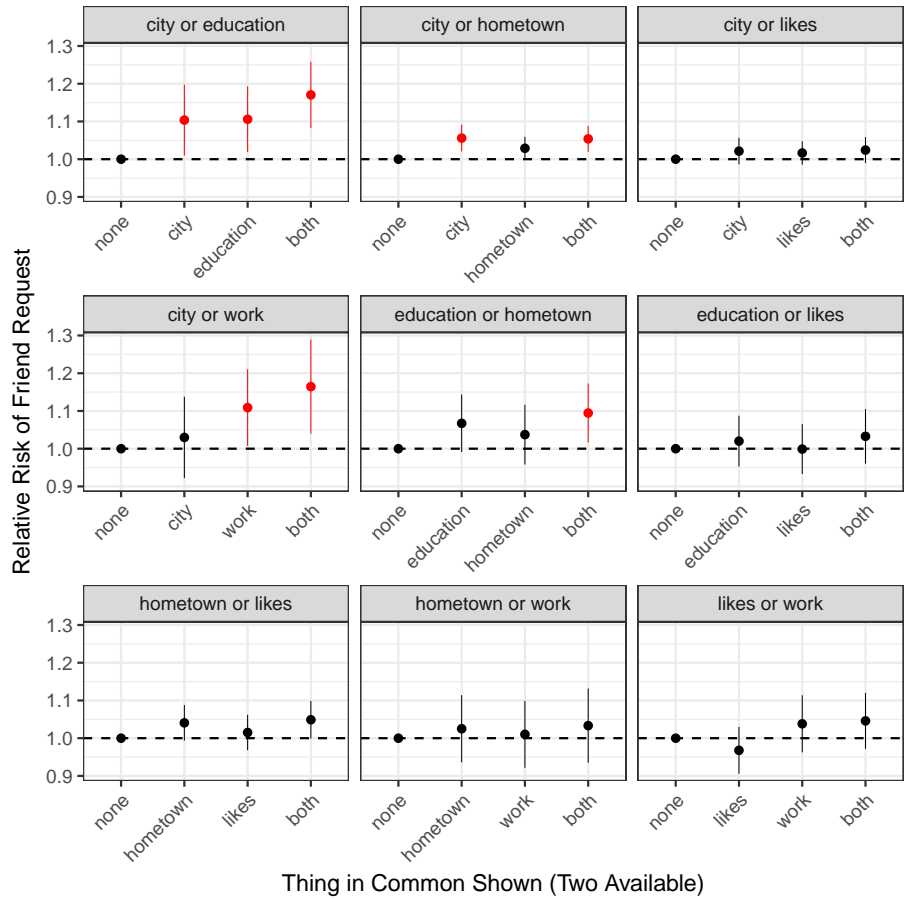 city or education
city or hometown
city or likes
1.3
1.2
1.1
1.0
0.9
none
city
education
both
none
city
hometown
both
none
city
likes
both
city or work
education or hometown
education or likes
1.3
1.2
1.1
1.0
0.9
none
city
work
both
none
education
hometown
both
none
education
likes
both
hometown or likes
hometown or work
likes or work
1.3
1.2
1.1
1.0
0.9
none
hometown
likes
both
none
hometown
work
both
none
likes
work
both
Relative Risk of Friend Request
Thing in Common Shown (Two Available)